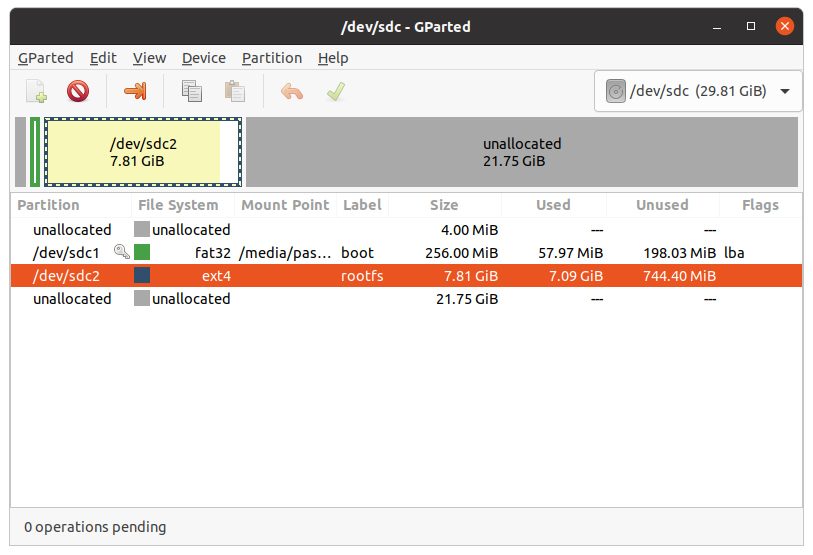 /dev/sdc - GParted
GParted Edit View Device Partition Help
/dev/sdc (29.81 GiB)
/dev/sdc2
7.81 GiB
unallocated
21.75 GiB
Partition File System Mount Point Label Size Used Unused Flags
unallocated unallocated 4.00 MiB --- ---
/dev/sdc1 fat32 /media/pas... boot 256.00 MiB 57.97 MiB 198.03 MiB lba
/dev/sdc2 ext4 rootfs 7.81 GiB 7.09 GiB 744.40 MiB
unallocated unallocated 21.75 GiB --- ---
0 operations pending